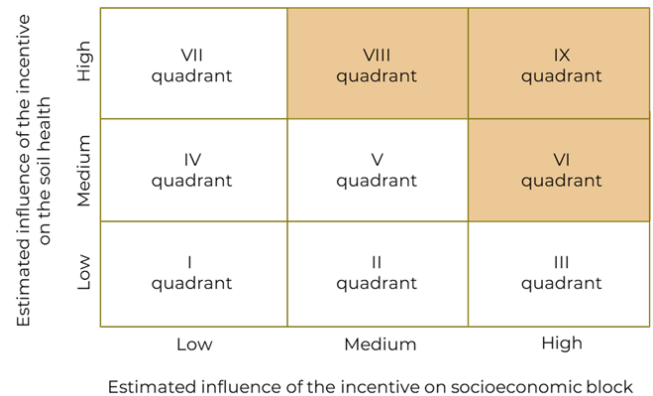 Estimated influence of the incentive
on the soil health
High
VII
quadrant
VIII
quadrant
IX
quadrant
Medium
IV
quadrant
V
quadrant
VI
quadrant
Low
I
quadrant
II
quadrant
III
quadrant
Low
Medium
High
Estimated influence of the incentive on socioeconomic block